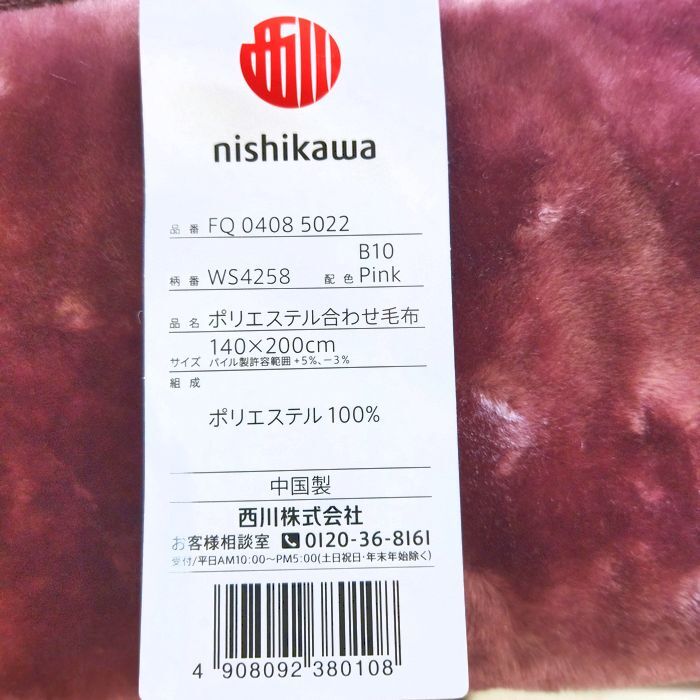 西川
nishikawa
品番 FQ 0408 5022
B10
柄番 WS4258 配色 Pink
品名 ポリエステル合わせ毛布
140×200cm
サイズ パイル製許容範囲+5%、-3%
組成
ポリエステル 100%
中国製
西川株式会社
お客様相談室 0120-36-8161
受付/平日AM10:00~PM5:00(土日祝日・年末年始除く)
4 908092 380108